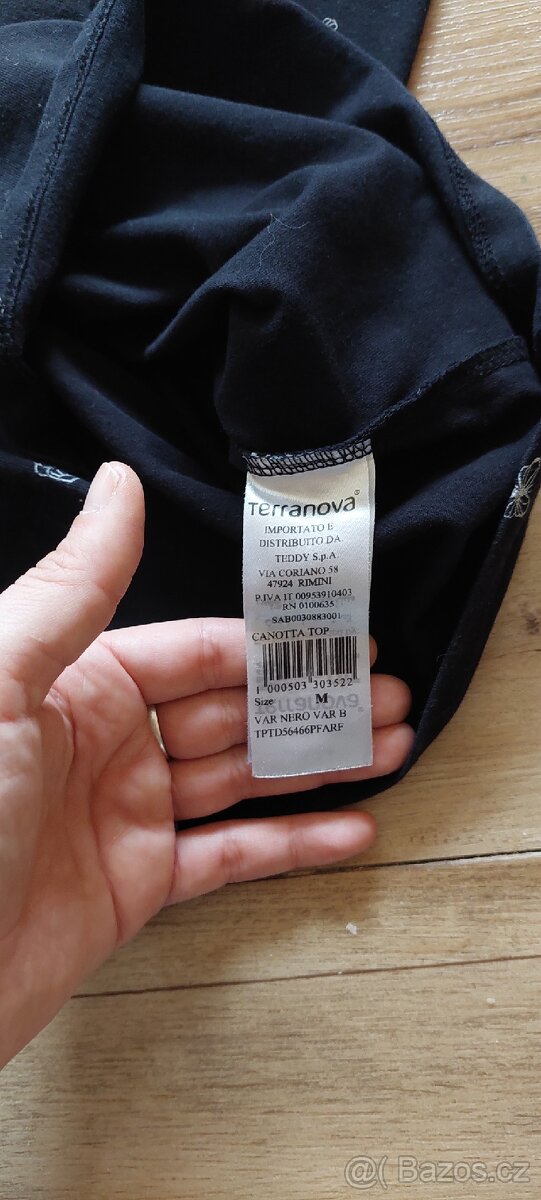 Terranova®
IMPORTATO E
DISTRIBUITO DA
TEDDY S.p.A.
VIA CORIANO 58
47924 RIMINI
P.IVA IT 00953910403
RN 0100635
SAB0030883001
CANOTTA TOP
1 000503 303522
Size M
VAR NERO VAR B
TPTD56466PFARF
@( Bazos.cz